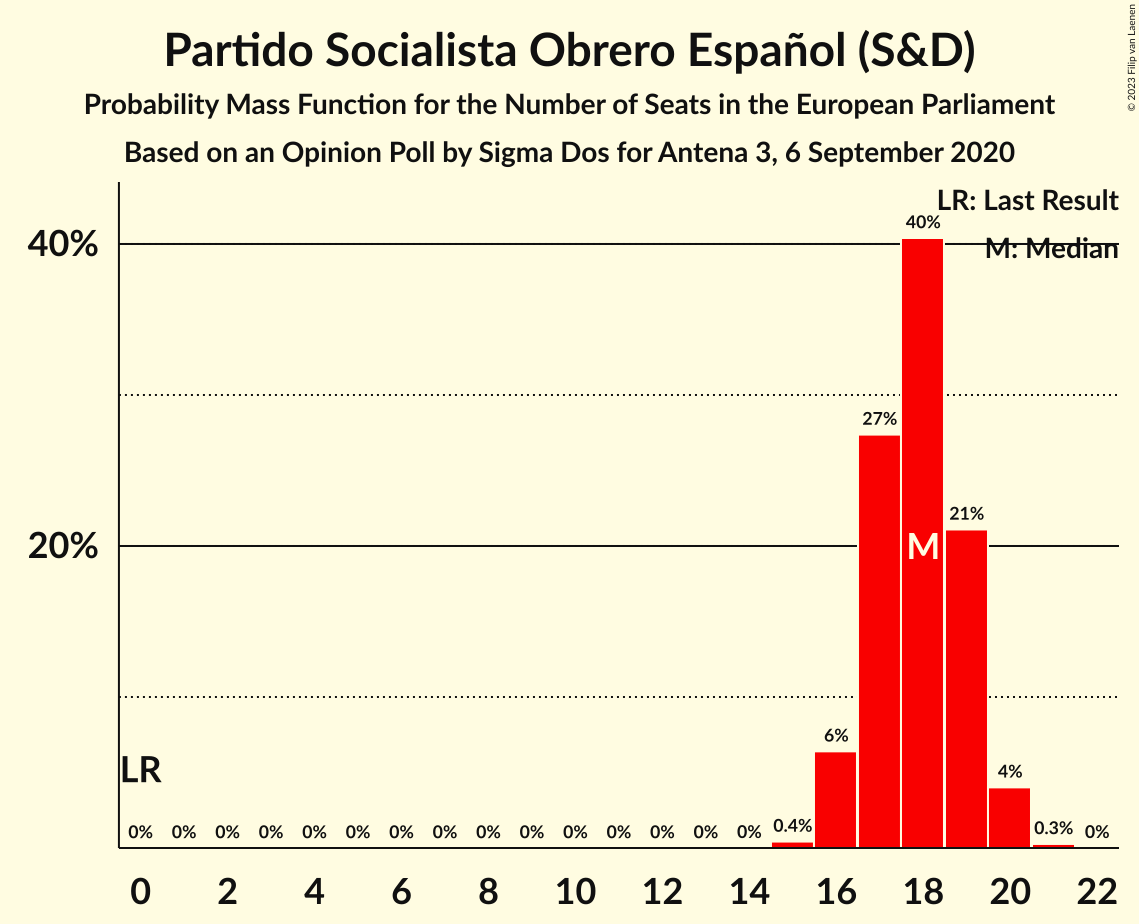 Partido Socialista Obrero Español (S&D)
Probability Mass Function for the Number of Seats in the European Parliament
Based on an Opinion Poll by Sigma Dos for Antena 3, 6 September 2020
© 2023 Filip van Laenen
LR: Last Result
M: Median
40%
20%
40%
27%
21%
M
6%
4%
LR
0% 0% 0% 0% 0% 0% 0% 0% 0% 0% 0% 0% 0% 0% 0% 0.4% 0.3% 0%
0 2 4 6 8 10 12 14 16 18 20 22